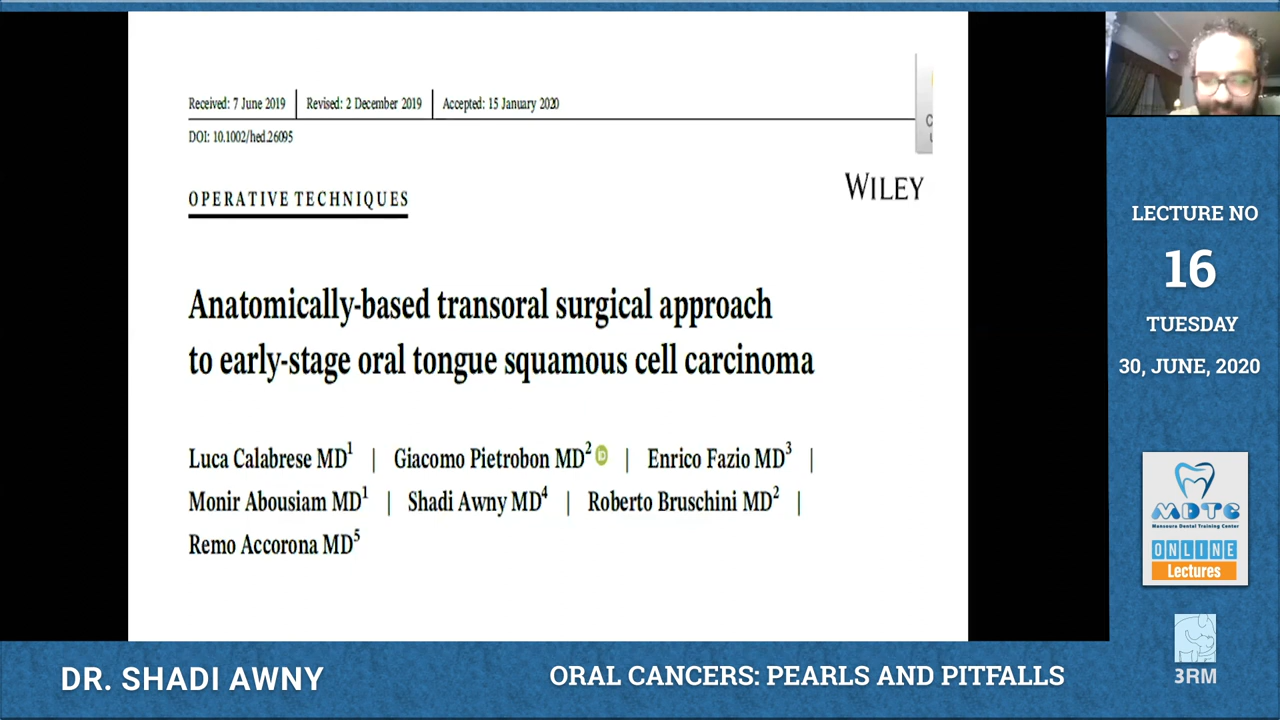 Received: 7 June 2019 | Revised: 2 December 2019 | Accepted: 15 January 2020
DOI: 10.1002/hed.26095
WILEY
OPERATIVE TECHNIQUES
Anatomically-based transoral surgical approach
to early-stage oral tongue squamous cell carcinoma
Luca Calabrese MD1 | Giacomo Pietrobon MD2 iD | Enrico Fazio MD3 |
Monir Abousiam MD1 | Shadi Awny MD4 | Roberto Bruschini MD2 |
Remo Accorona MD5
LECTURE NO
16
TUESDAY
30, JUNE, 2020
MDTC
Mansoura Dental Training Center
ONLINE
Lectures
3RM
DR. SHADI AWNY
ORAL CANCERS: PEARLS AND PITFALLS